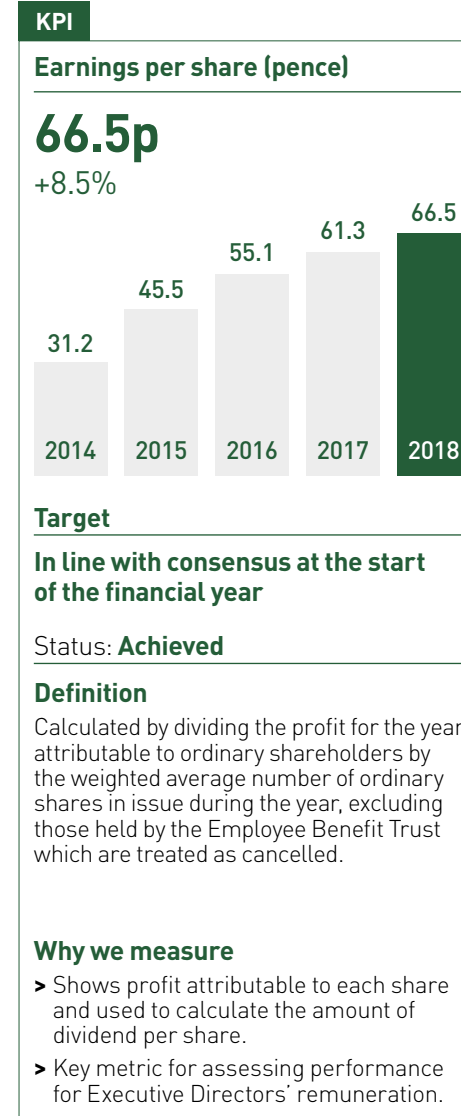 KPI
Earnings per share (pence)
66.5p
+8.5%
31.2
45.5
55.1
61.3
66.5
2014
2015
2016
2017
2018
Target
In line with consensus at the start
of the financial year
Status: Achieved
Definition
Calculated by dividing the profit for the year
attributable to ordinary shareholders by
the weighted average number of ordinary
shares in issue during the year, excluding
those held by the Employee Benefit Trust
which are treated as cancelled.
Why we measure
> Shows profit attributable to each share
and used to calculate the amount of
dividend per share.
> Key metric for assessing performance
for Executive Directors’ remuneration.